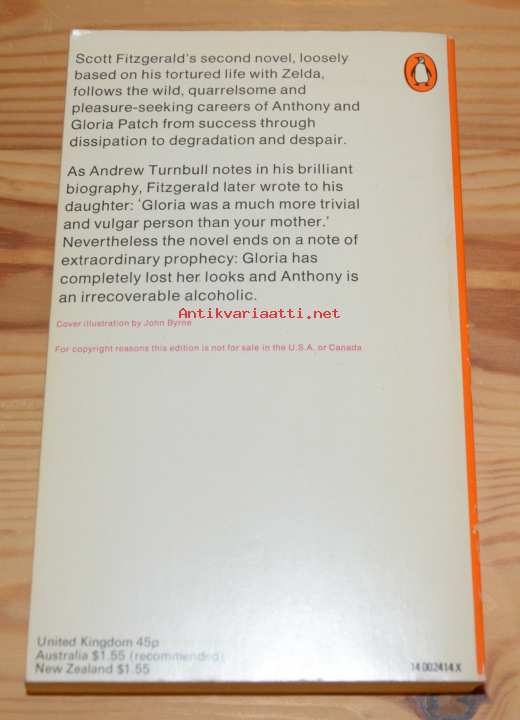 Scott Fitzgerald's second novel, loosely
based on his tortured life with Zelda,
follows the wild, quarrelsome and
pleasure-seeking careers of Anthony and
Gloria Patch from success through
dissipation to degradation and despair.
As Andrew Turnbull notes in his brilliant
biography, Fitzgerald later wrote to his
daughter: 'Gloria was a much more trivial
and vulgar person than your mother.'
Nevertheless the novel ends on a note of
extraordinary prophecy: Gloria has
completely lost her looks and Anthony is
an irrecoverable alcoholic.
Antikvariaatti.net
Cover illustration by John Byrne
For copyright reasons this edition is not for sale in the U.S.A. or Canada
United Kingdom 45p
Australia $1.55 (recommended)
New Zealand $1.55
14 002414 X